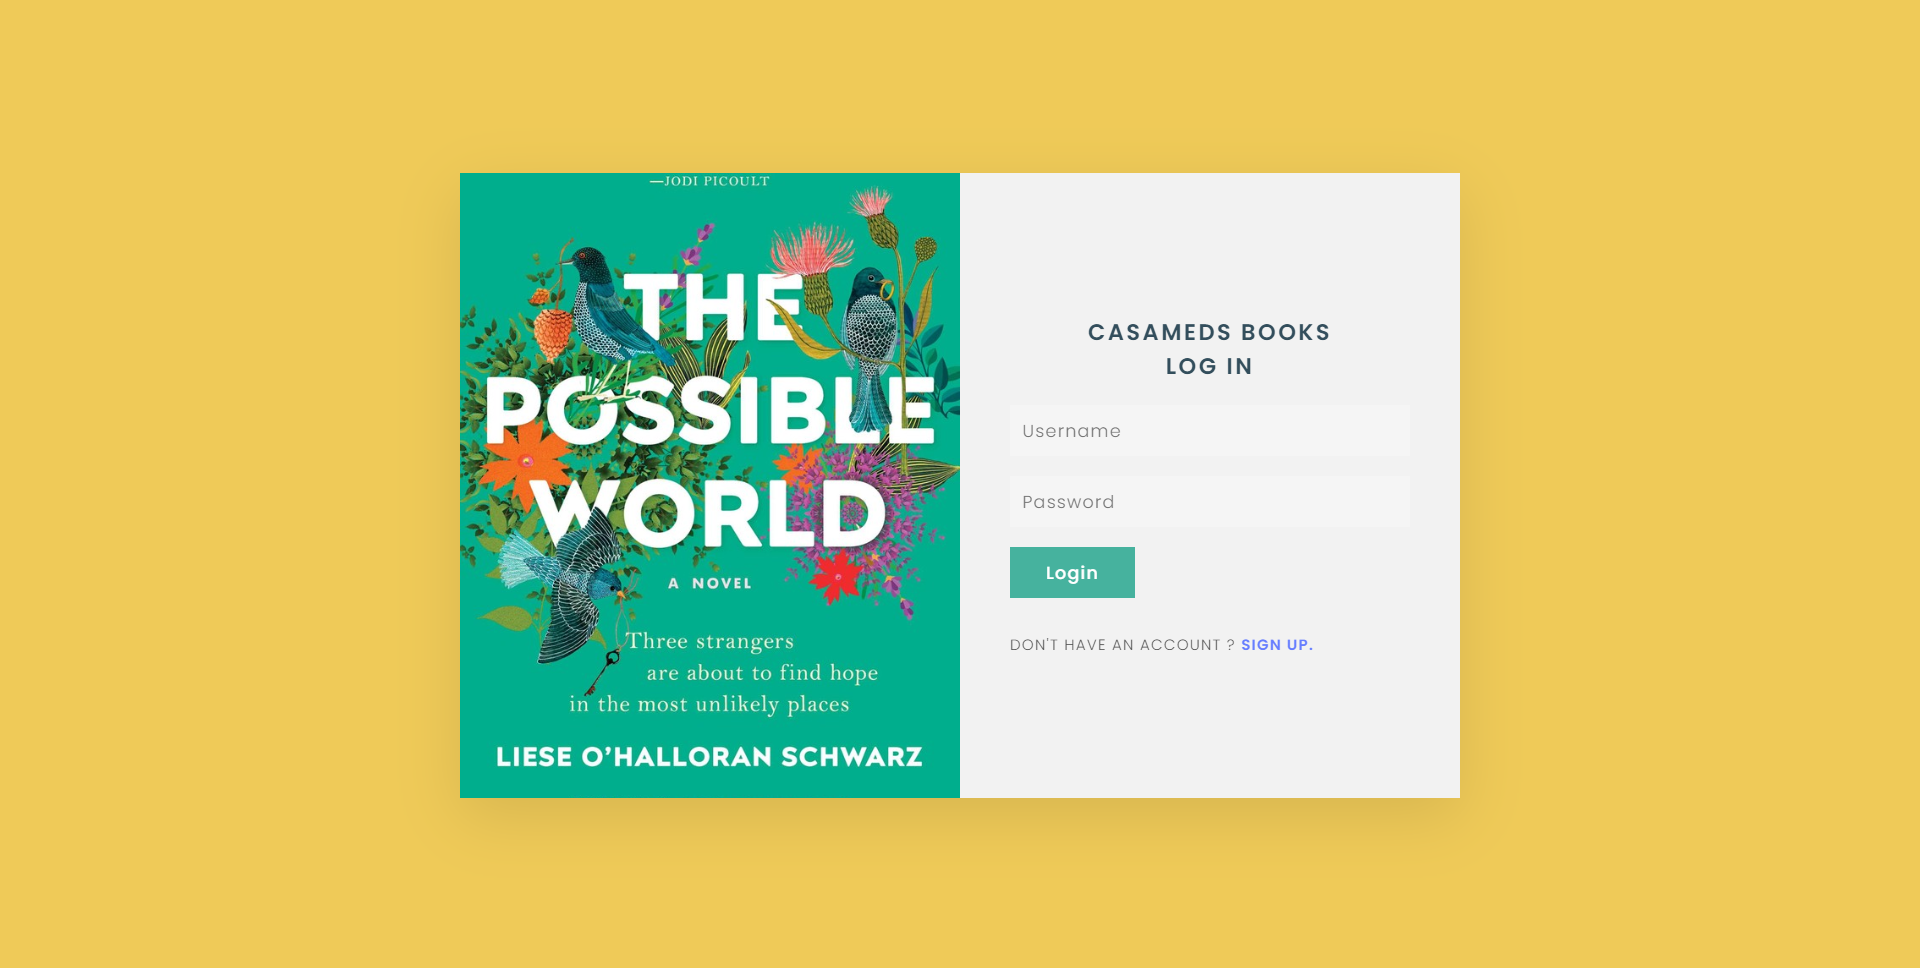 —JODI PICOULT
THE
POSSIBLE
WORLD
A NOVEL
Three strangers
are about to find hope
in the most unlikely places
LIESE O’HALLORAN SCHWARZ
CASAMEDS BOOKS
LOG IN
Username
Password
Login
DON'T HAVE AN ACCOUNT ? SIGN UP.